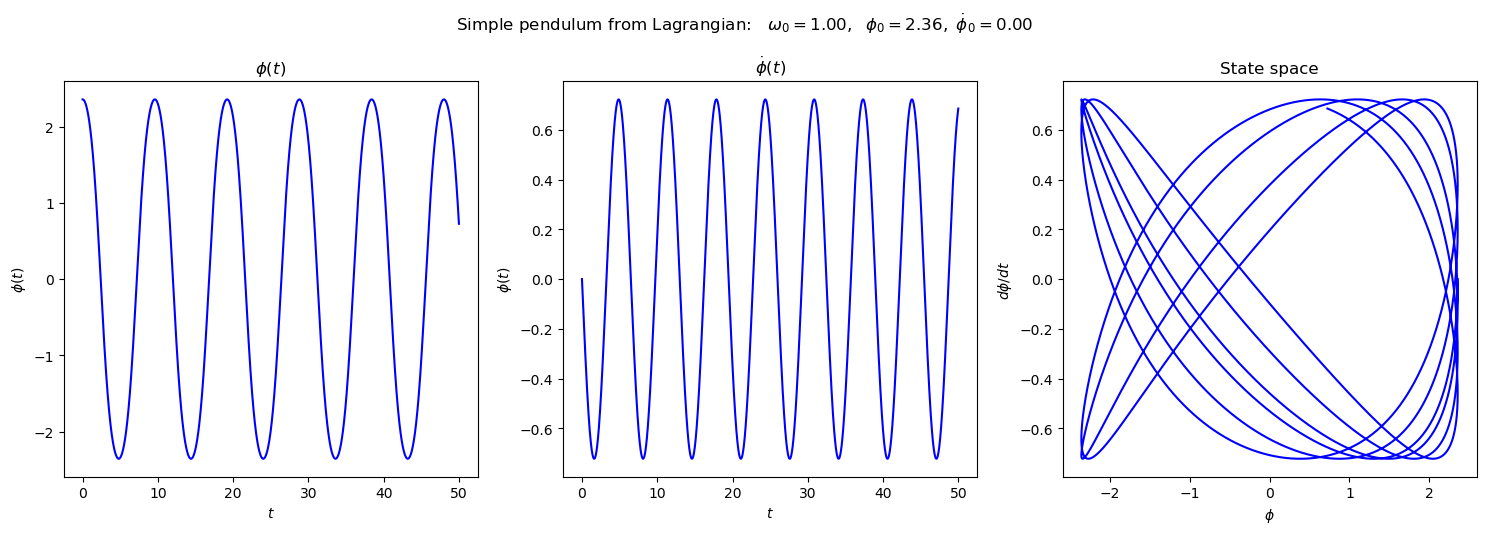 Simple pendulum from Lagrangian: ω₀ = 1.00, ϕ₀ = 2.36, ϕ̇₀ = 0.00
ϕ(t)
2
1
0
−1
−2
0 10 20 30 40 50
t
ϕ(t)
ϕ̇(t)
0.6
0.4
0.2
0.0
−0.2
−0.4
−0.6
0 10 20 30 40 50
t
ϕ(t)
State space
0.6
0.4
0.2
0.0
−0.2
−0.4
−0.6
−2 −1 0 1 2
ϕ
dϕ/dt